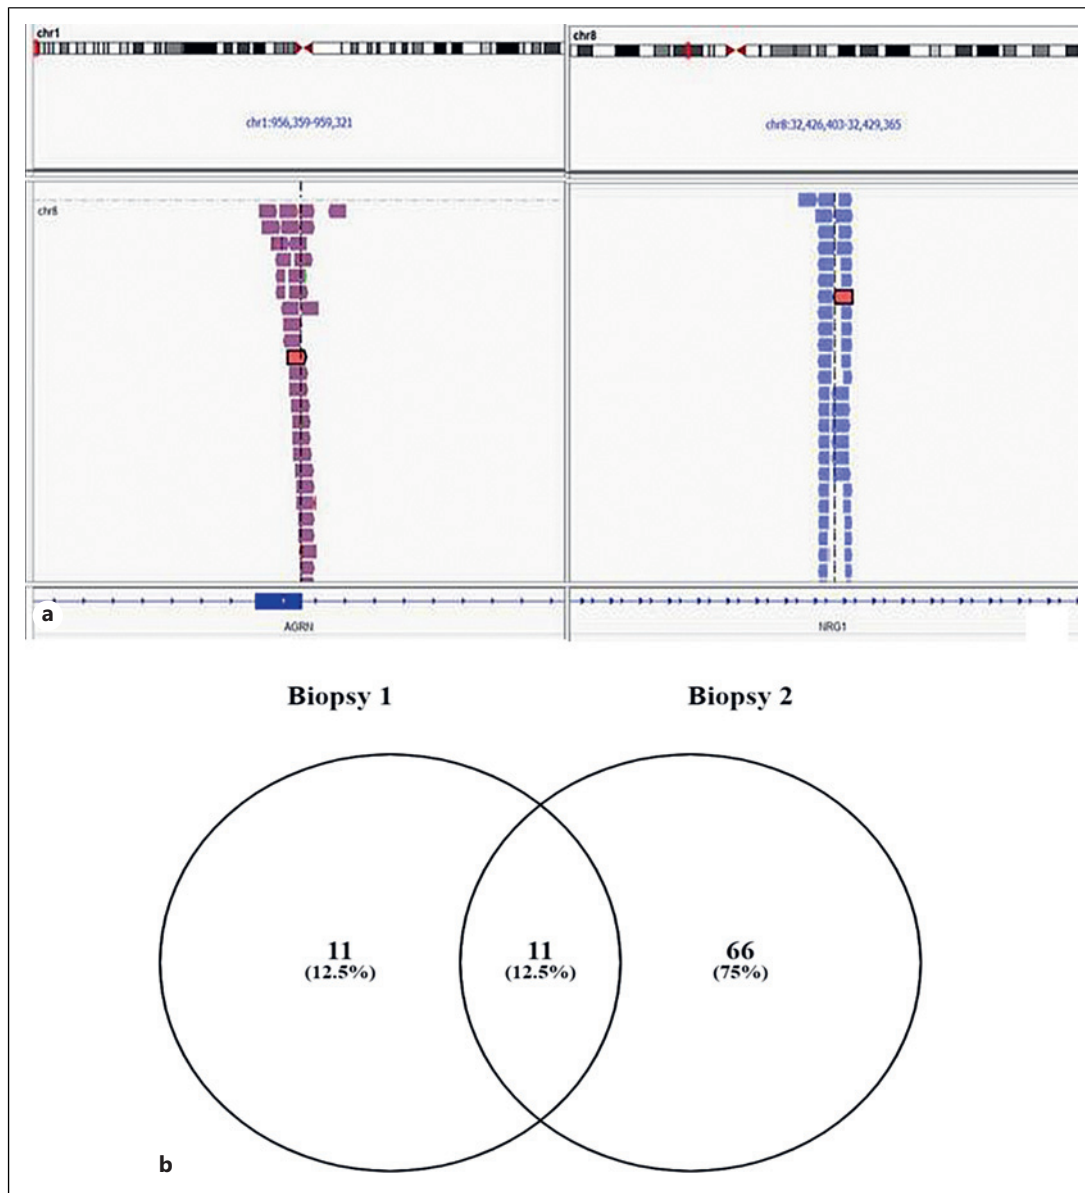 chr1
chr8
chr1:956,359-959,321
chr8:32,426,403-32,429,365
chr8
a
AGRN
NRG1
Biopsy 1
Biopsy 2
11
(12.5%)
11
(12.5%)
66
(75%)
b